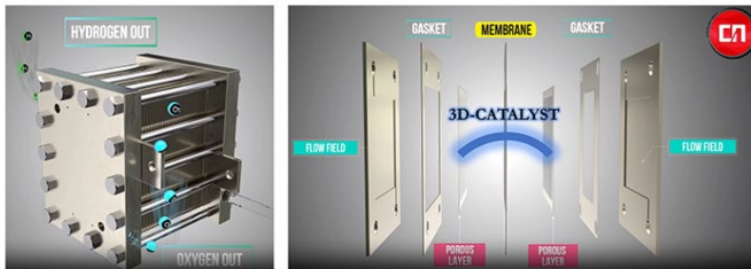 HYDROGEN OUT
OXYGEN OUT
GASKET
MEMBRANE
GASKET
3D-CATALYST
FLOW FIELD
FLOW FIELD
POROUS
LAYER
POROUS
LAYER